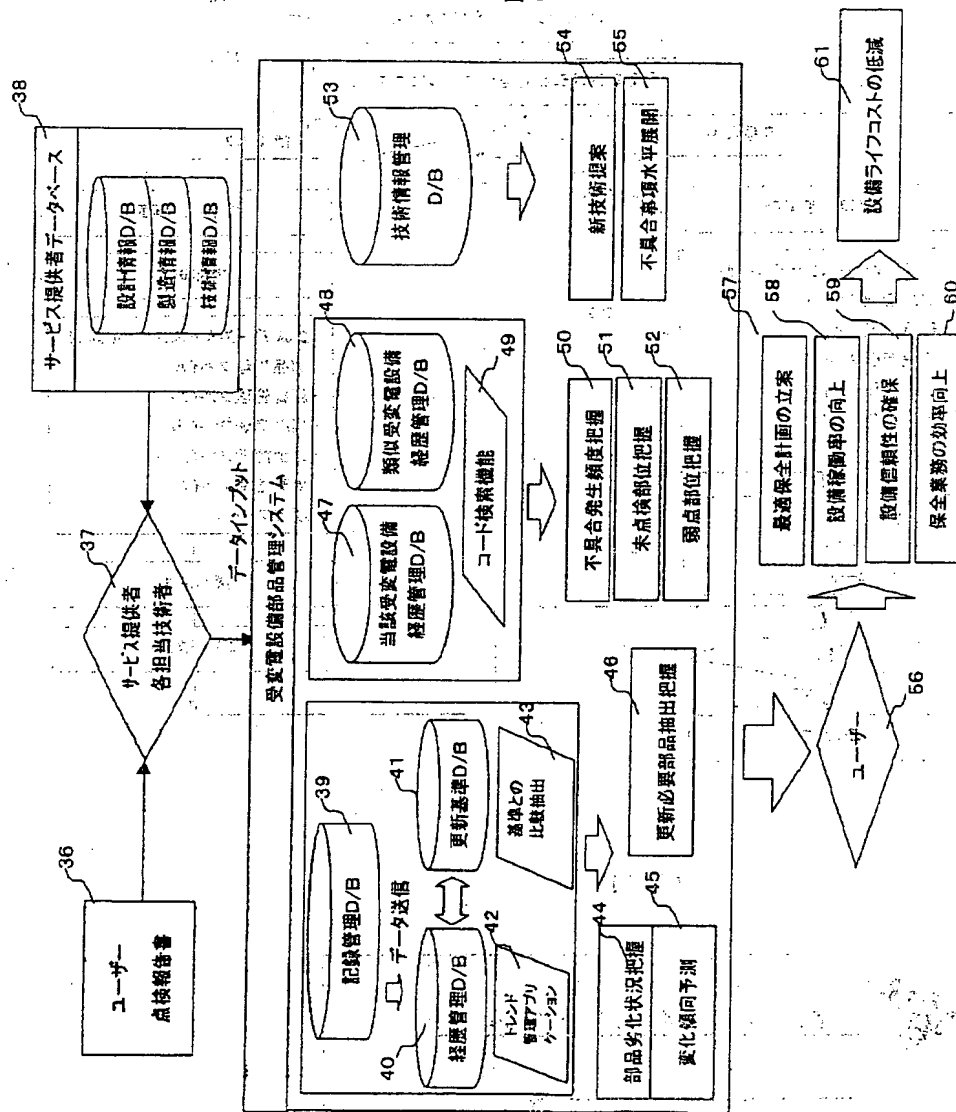 36
ユーザー
点検報告書
37
サービス提供者
各担当技術者
38
サービス提供者データベース
設計情報D/B
製造情報D/B
技術情報D/B
データインプット
受変電設備部品管理システム
39
記録管理D/B
データ送信
40
経歴管理D/B
41
更新基準D/B
42
トレンド
管理アプリ
ケーション
43
基準との
比較抽出
44
部品劣化状況把握
45
変化傾向予測
46
更新必要部品抽出把握
47
当該受変電設備
経歴管理D/B
48
類似受変電設備
経歴管理D/B
49
コード検索機能
50
不具合発生頻度把握
51
未点検部位把握
52
弱点部位把握
53
技術情報管理
D/B
54
新技術提案
55
不具合事項水平展開
56
ユーザー
57
最適保全計画の立案
58
設備稼働率の向上
59
設備信頼性の確保
60
保全業務の効率向上
61
設備ライフコストの低減